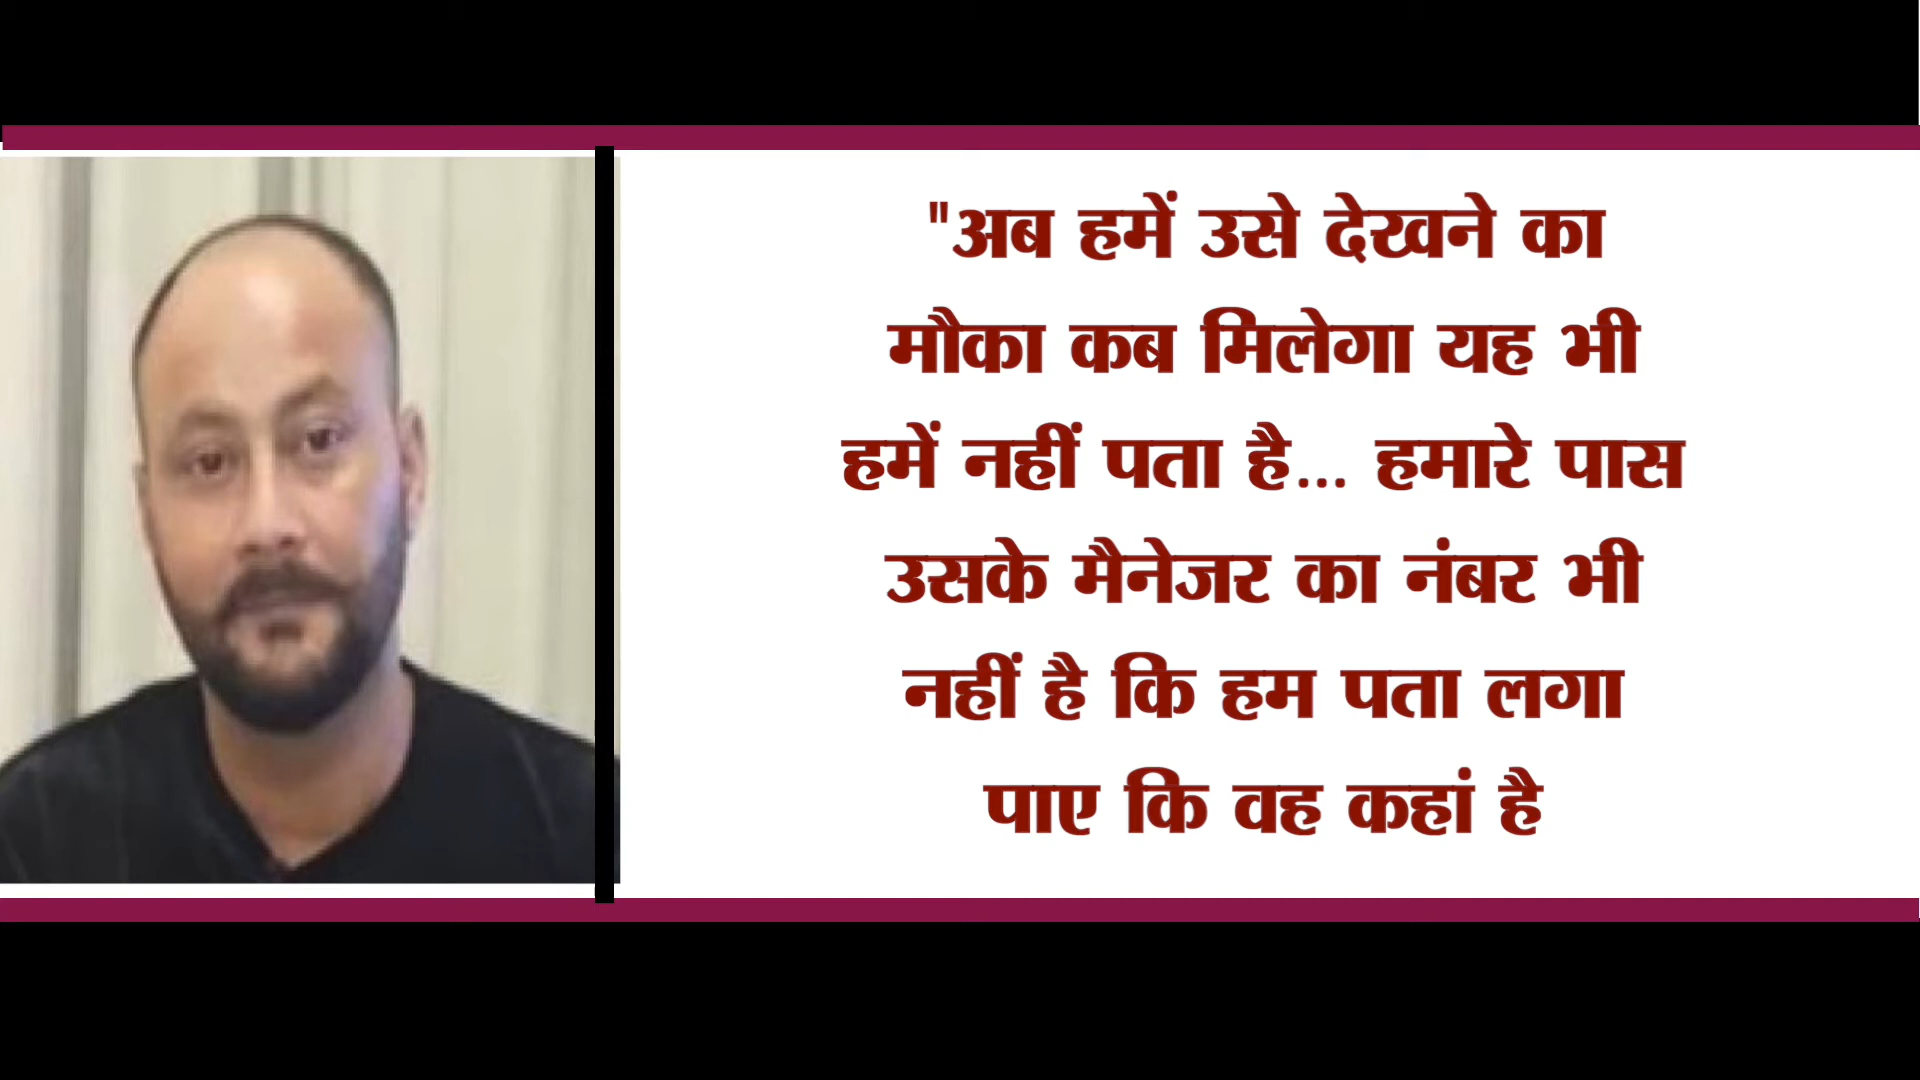 "अब हमें उसे देखने का
मौका कब मिलेगा यह भी
हमें नहीं पता है... हमारे पास
उसके मैनेजर का नंबर भी
नहीं है कि हम पता लगा
पाए कि वह कहां है